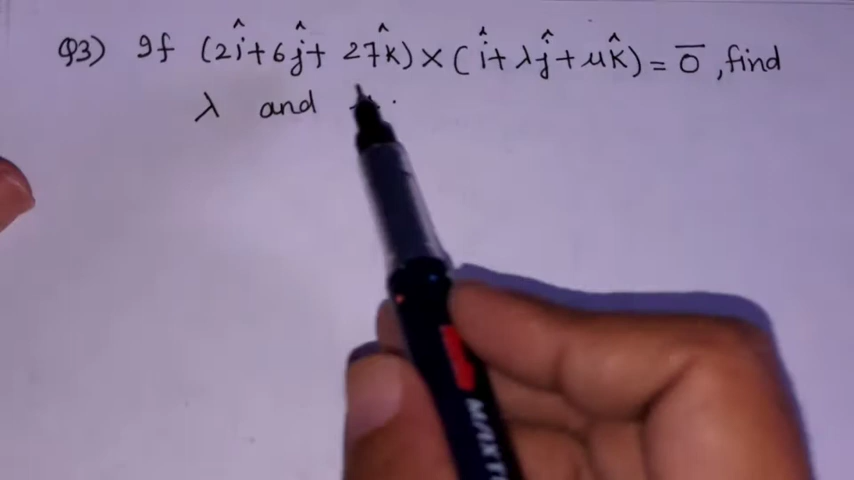 Q3) If (2î+6ĵ+ 27k̂) × (î+λĵ+μk̂) = 0̅ , find
λ and
MAXT